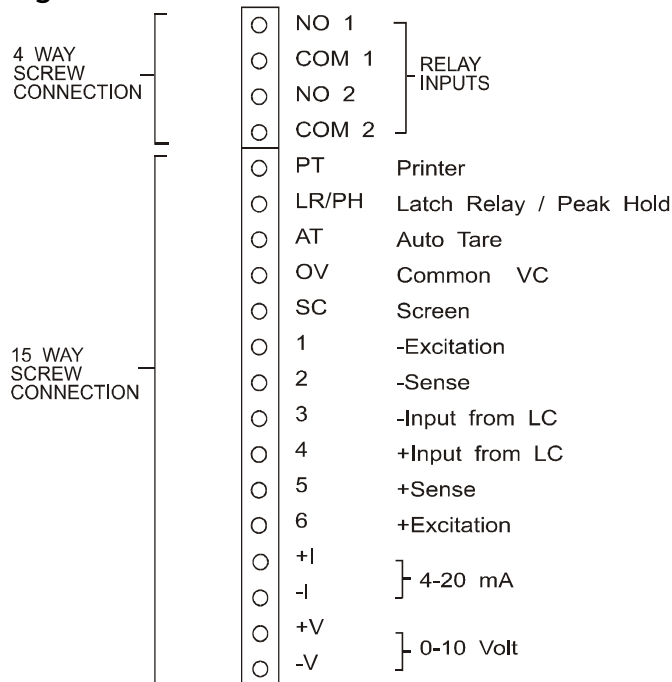 4 WAY
SCREW
CONNECTION
NO 1
COM 1
NO 2
COM 2
RELAY
INPUTS
15 WAY
SCREW
CONNECTION
PT Printer
LR/PH Latch Relay / Peak Hold
AT Auto Tare
OV Common VC
SC Screen
1 -Excitation
2 -Sense
3 -Input from LC
4 +Input from LC
5 +Sense
6 +Excitation
+I
-I
4-20 mA
+V
-V
0-10 Volt